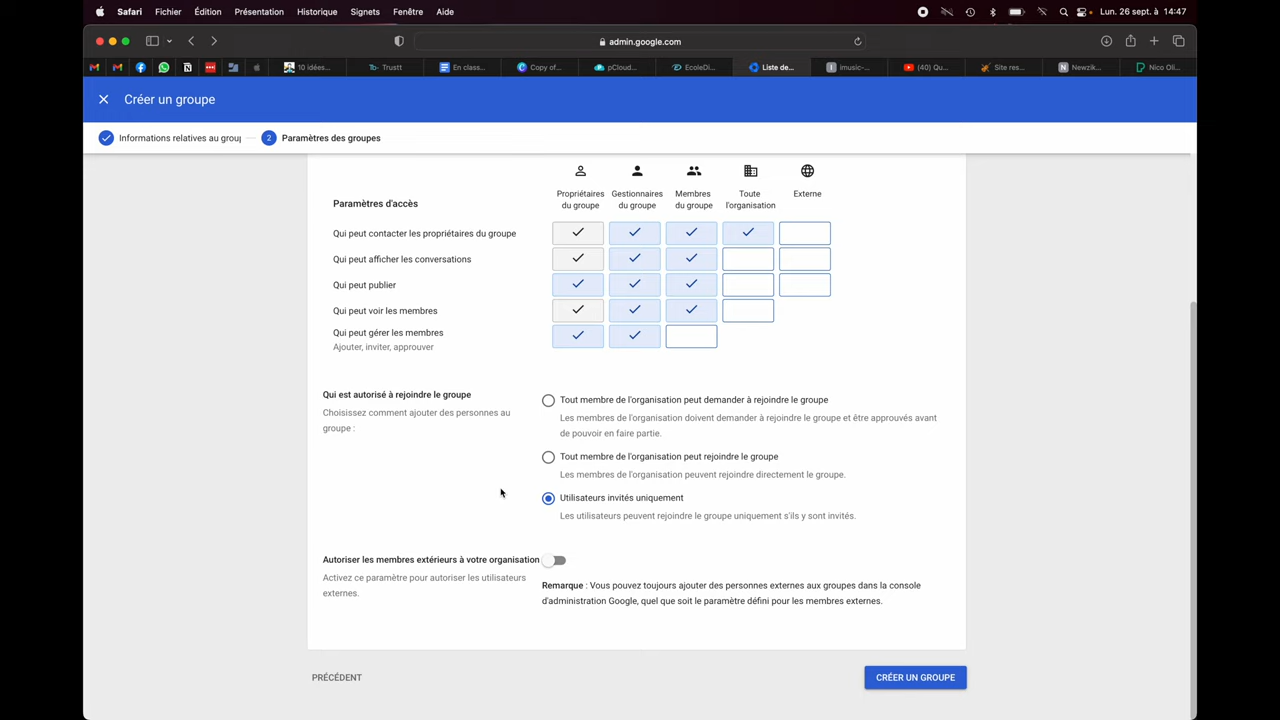 Safari Fichier Édition Présentation Historique Signets Fenêtre Aide Lun. 26 sept. à 14:47
admin.google.com
10 idées... Trustt En class... Copy of... pCloud... EcoleDi... Liste de... imusic-... (40) Qu... Site res... Newzik... Nico Oli...
Créer un groupe
Informations relatives au group 2 Paramètres des groupes
Paramètres d'accès
Propriétaires du groupe
Gestionnaires du groupe
Membres du groupe
Toute l'organisation
Externe
Qui peut contacter les propriétaires du groupe
Qui peut afficher les conversations
Qui peut publier
Qui peut voir les membres
Qui peut gérer les membres
Ajouter, inviter, approuver
Qui est autorisé à rejoindre le groupe
Choisissez comment ajouter des personnes au
groupe :
Tout membre de l'organisation peut demander à rejoindre le groupe
Les membres de l'organisation doivent demander à rejoindre le groupe et être approuvés avant
de pouvoir en faire partie.
Tout membre de l'organisation peut rejoindre le groupe
Les membres de l'organisation peuvent rejoindre directement le groupe.
Utilisateurs invités uniquement
Les utilisateurs peuvent rejoindre le groupe uniquement s'ils y sont invités.
Autoriser les membres extérieurs à votre organisation
Activez ce paramètre pour autoriser les utilisateurs
externes.
Remarque : Vous pouvez toujours ajouter des personnes externes aux groupes dans la console
d'administration Google, quel que soit le paramètre défini pour les membres externes.
PRÉCÉDENT
CRÉER UN GROUPE